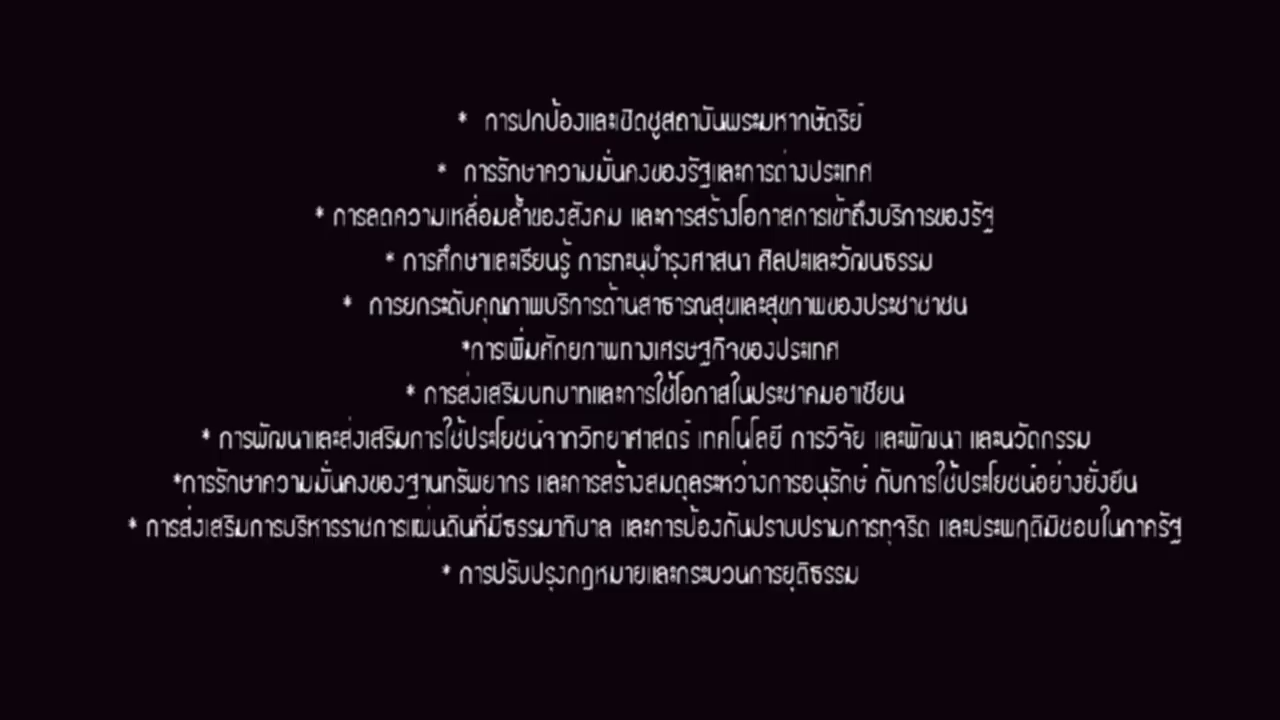 * การปกป้องและเชิดชูสถาบันพระมหากษัตริย์
* การรักษาความมั่นคงของรัฐและการต่างประเทศ
* การลดความเหลื่อมล้ำของสังคม และการสร้างโอกาสการเข้าถึงบริการของรัฐ
* การศึกษาและเรียนรู้ การทะนุบำรุงศาสนา ศิลปะและวัฒนธรรม
* การยกระดับคุณภาพบริการด้านสาธารณสุขและสุขภาพของประชาชาชน
*การเพิ่มศักยภาพทางเศรษฐกิจของประเทศ
* การส่งเสริมบทบาทและการใช้โอกาสในประชาคมอาเซียน
* การพัฒนาและส่งเสริมการใช้ประโยชน์จากวิทยาศาสตร์ เทคโนโลยี การวิจัย และพัฒนา และนวัตกรรม
*การรักษาความมั่นคงของฐานทรัพยากร และการสร้างสมดุลระหว่างการอนุรักษ์ กับการใช้ประโยชน์อย่างยั่งยืน
* การส่งเสริมการบริหารราชการแผ่นดินที่มีธรรมาภิบาล และการป้องกันปราบปรามการทุจริต และประพฤติมิชอบในภาครัฐ
* การปรับปรุงกฎหมายและกระบวนการยุติธรรม